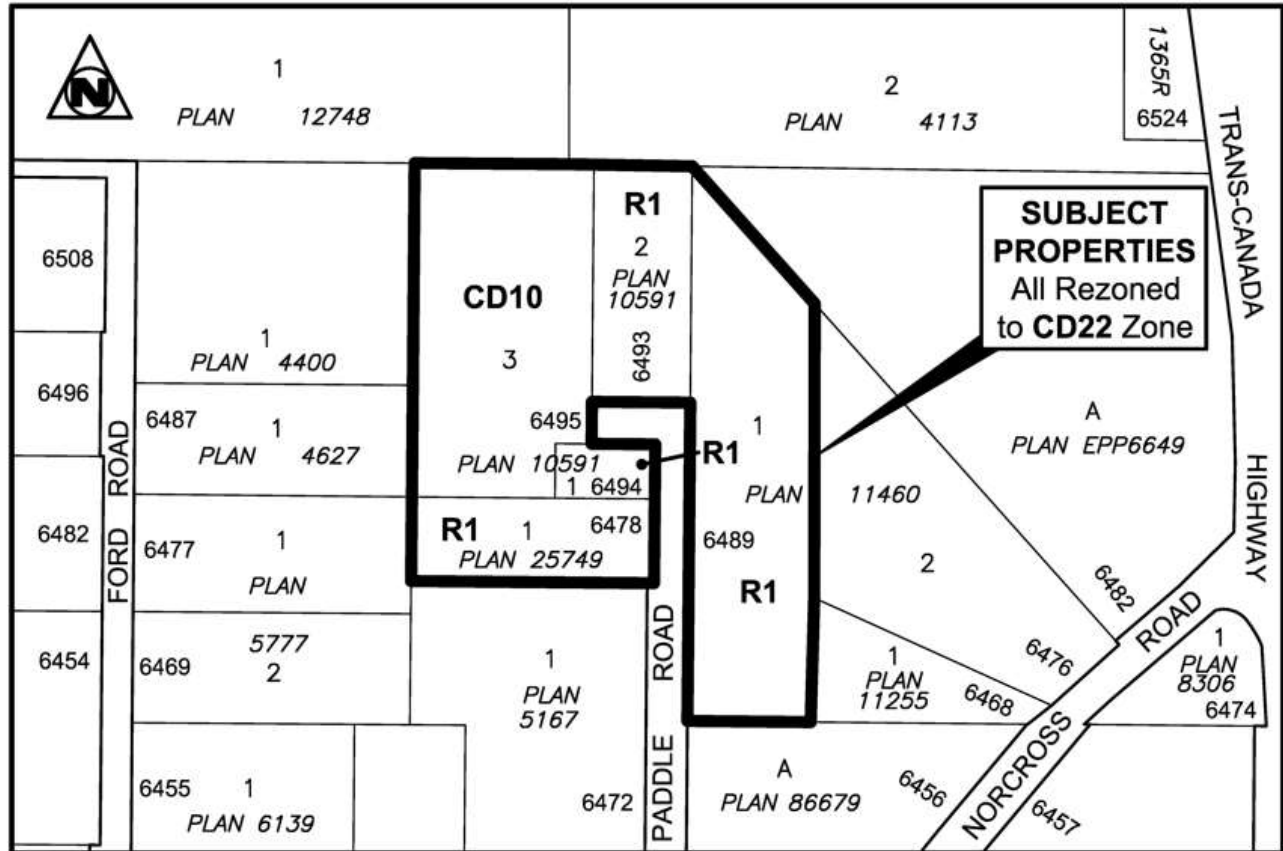 N
1
PLAN 12748
2
PLAN 4113
1365R
6524
TRANS-CANADA
HIGHWAY
SUBJECT
PROPERTIES
All Rezoned
to CD22 Zone
R1
2
PLAN
10591
6493
CD10
3
6508
6496
6482
6454
FORD ROAD
1
PLAN 4400
6487
1
PLAN 4627
6495
PLAN 10591
1 6494
R1
1
PLAN 11460
A
PLAN EPP6649
R1
1
6478
PLAN 25749
6489
R1
2
6482
6477
1
PLAN
5777
2
6469
1
PLAN
5167
PADDLE ROAD
1
PLAN
11255
6468
6476
NORCROSS ROAD
1
PLAN
8306
6474
6455
1
PLAN 6139
6472
A
PLAN 86679
6456
6457